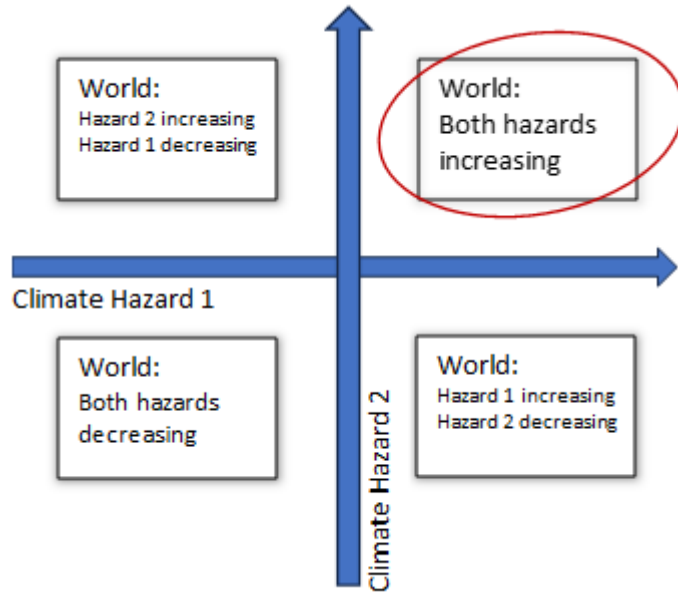 World:
Hazard 2 increasing
Hazard 1 decreasing
World:
Both hazards
increasing
Climate Hazard 1
World:
Both hazards
decreasing
Climate Hazard 2
World:
Hazard 1 increasing
Hazard 2 decreasing